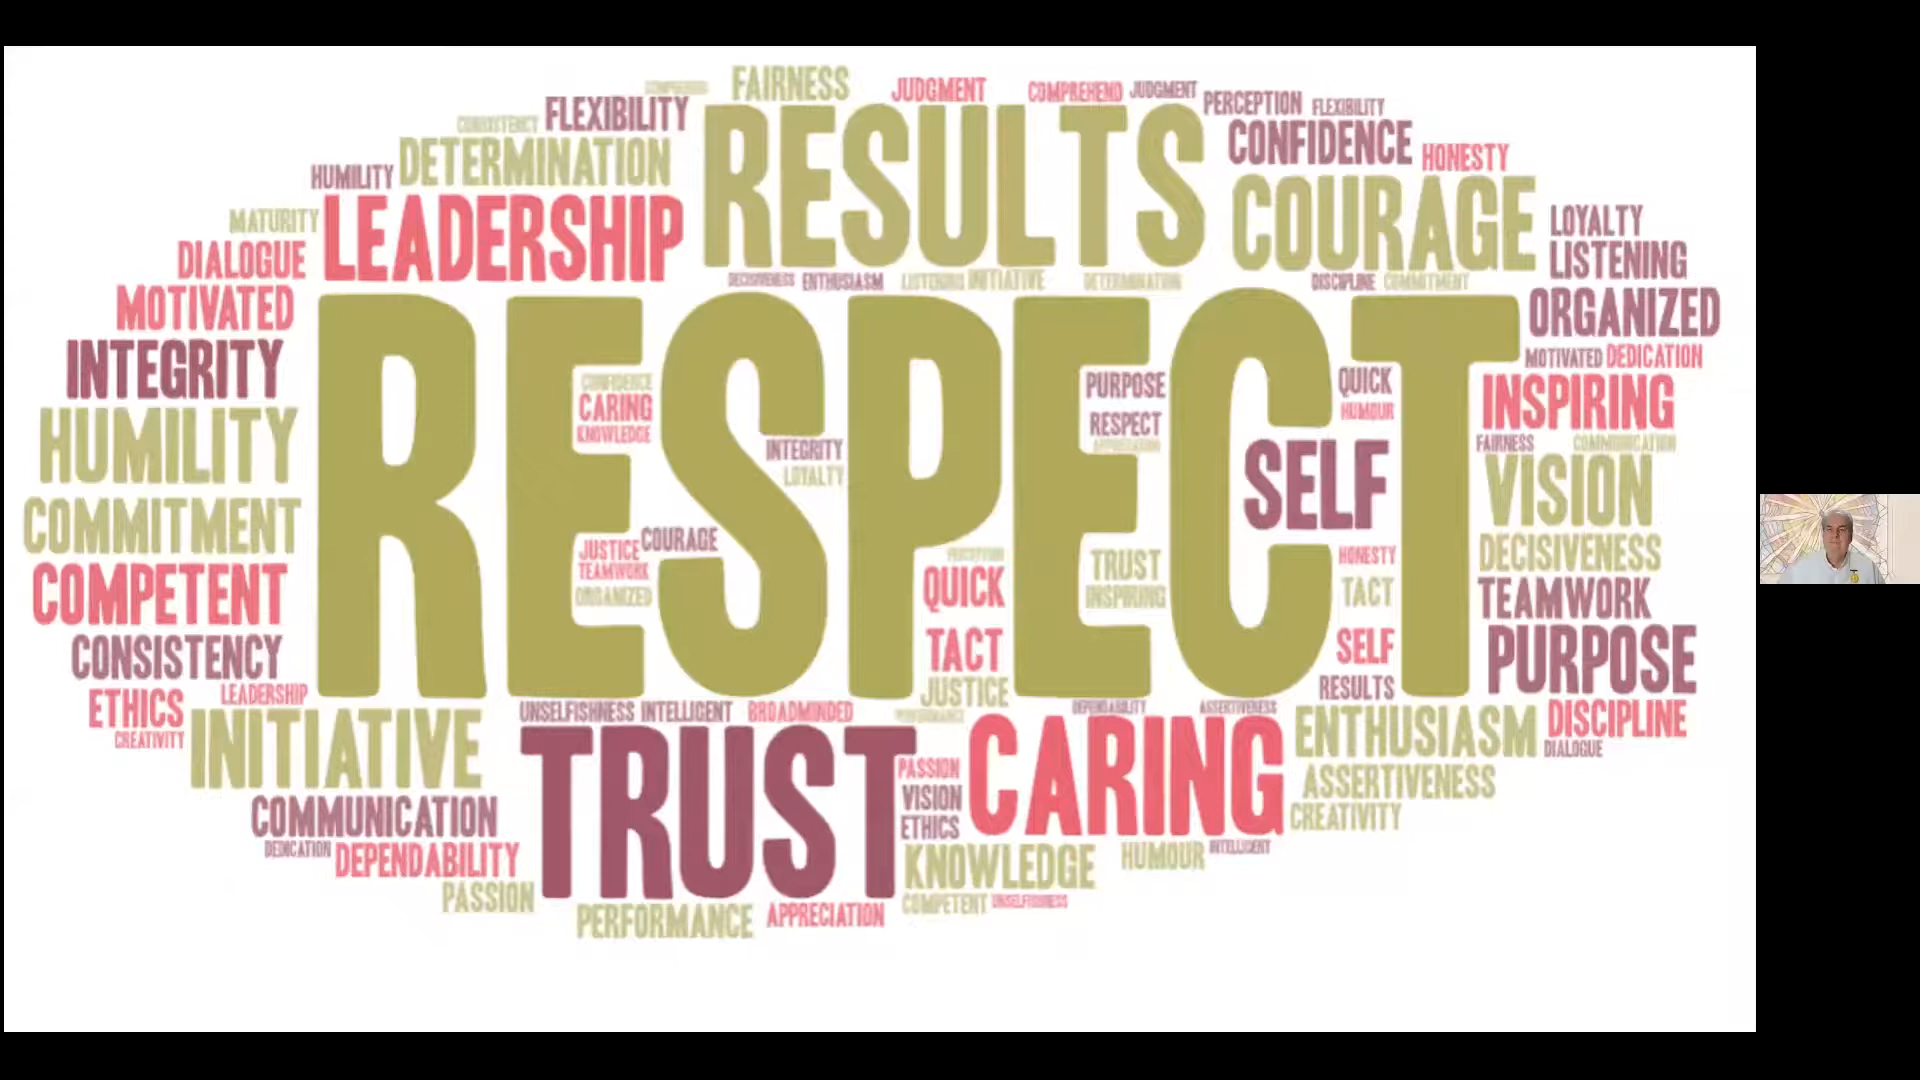 COMPREHEND FAIRNESS JUDGMENT COMPREHEND JUDGMENT PERCEPTION FLEXIBILITY
CONSISTENCY FLEXIBILITY RESULTS CONFIDENCE HONESTY
HUMILITY DETERMINATION COURAGE
MATURITY LEADERSHIP LOYALTY
DIALOGUE LISTENING
DECISIVENESS ENTHUSIASM LISTENING INITIATIVE DETERMINATION DISCIPLINE COMMITMENT
MOTIVATED ORGANIZED
INTEGRITY MOTIVATED DEDICATION
RESPECT
CONFIDENCE PURPOSE QUICK
CARING HUMOUR INSPIRING
KNOWLEDGE RESPECT
HUMILITY INTEGRITY APPRECIATION FAIRNESS COMMUNICATION
LOYALTY SELF VISION
COMMITMENT COURAGE
JUSTICE PERCEPTION TRUST HONESTY DECISIVENESS
TEAMWORK
COMPETENT ORGANIZED QUICK INSPIRING TACT TEAMWORK
CONSISTENCY TACT SELF PURPOSE
LEADERSHIP JUSTICE RESULTS
ETHICS UNSELFISHNESS INTELLIGENT BROADMINDED PERFORMANCE DEPENDABILITY ASSERTIVENESS DISCIPLINE
CREATIVITY INITIATIVE ENTHUSIASM DIALOGUE
TRUST PASSION CARING ASSERTIVENESS
VISION
COMMUNICATION ETHICS CREATIVITY
DEDICATION DEPENDABILITY KNOWLEDGE HUMOUR INTELLIGENT
PASSION COMPETENT UNSELFISHNESS
PERFORMANCE APPRECIATION